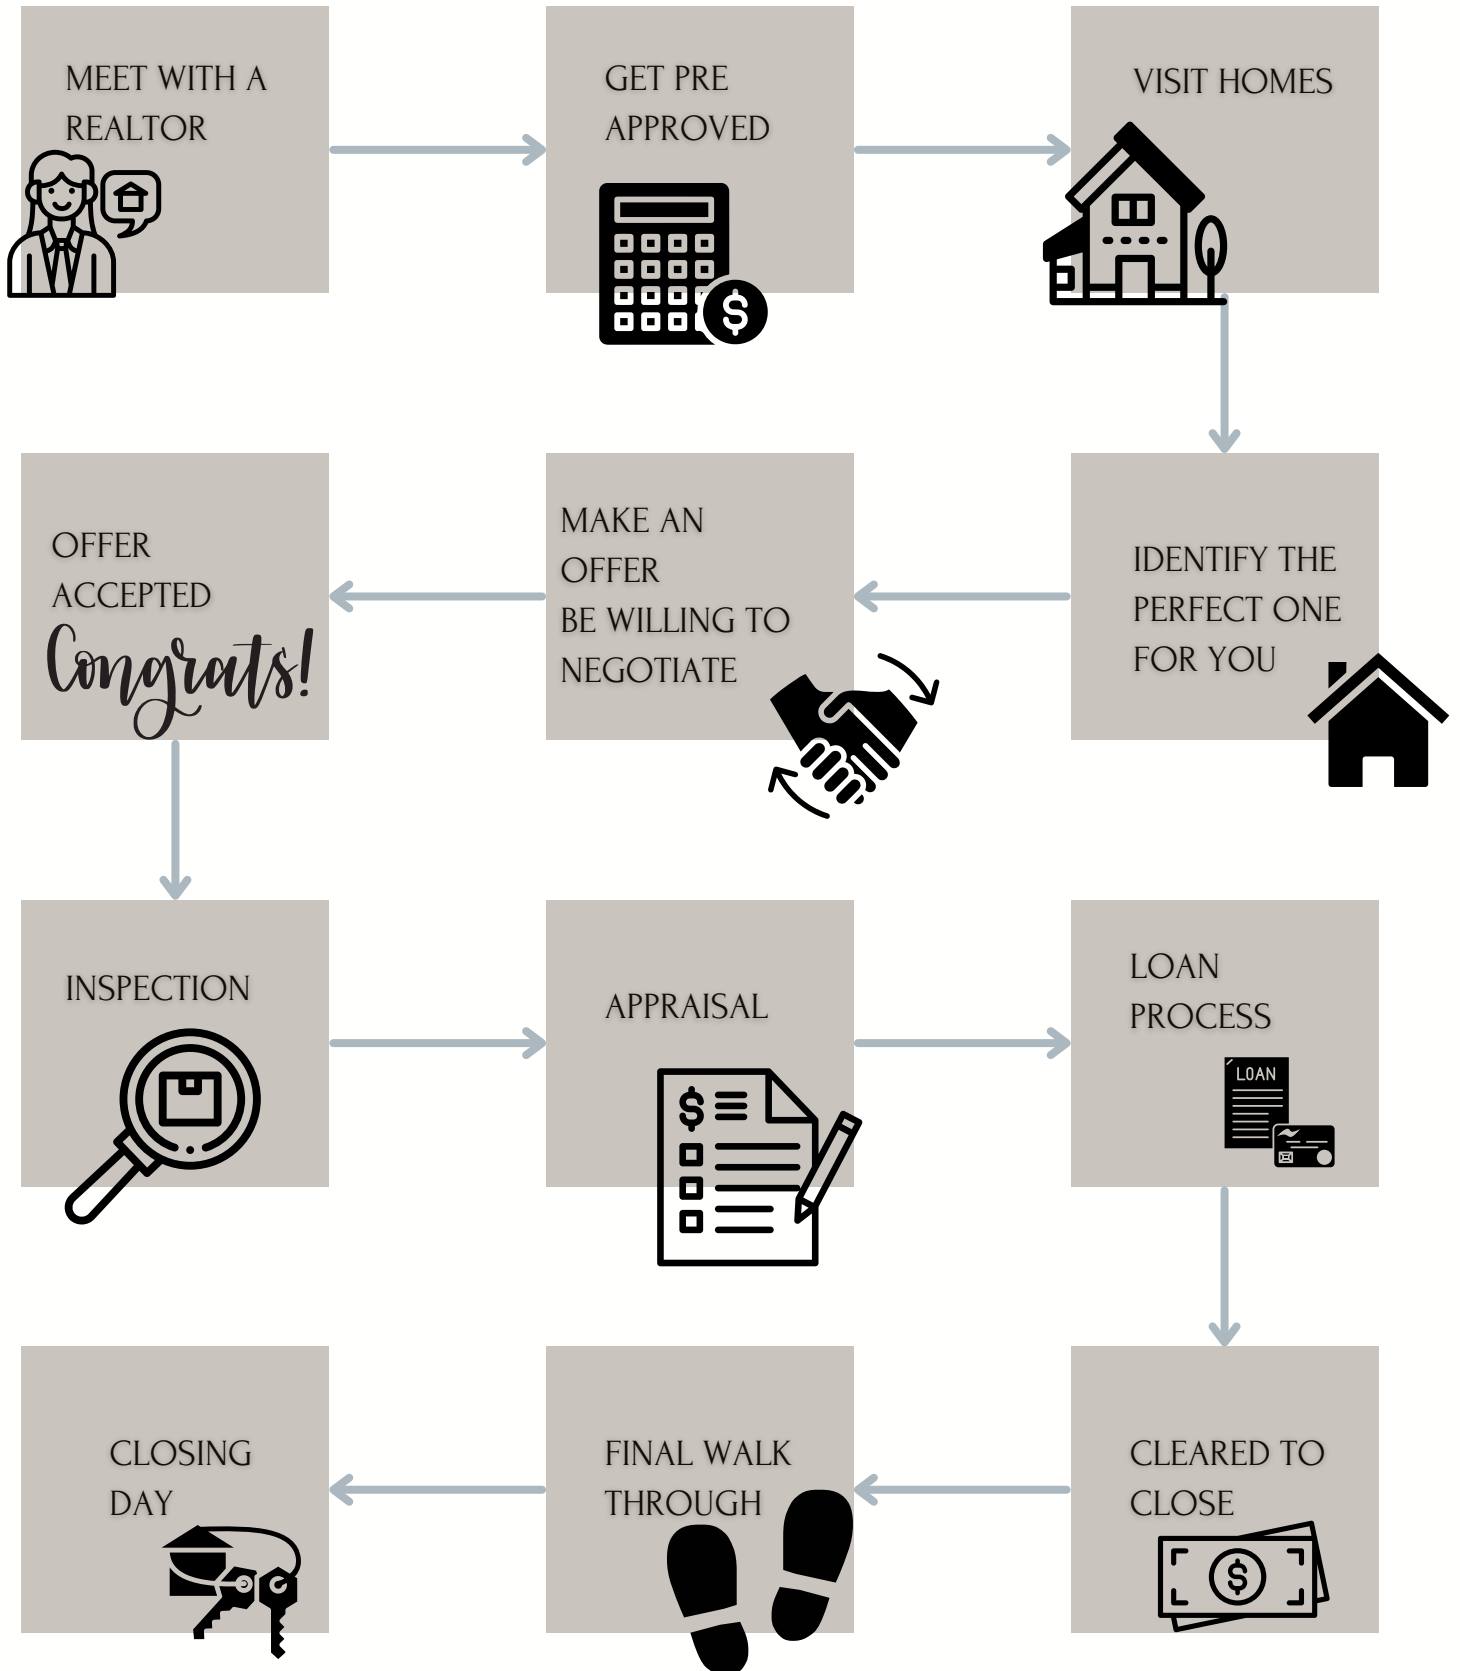 MEET WITH A
REALTOR
GET PRE
APPROVED
VISIT HOMES
$
IDENTIFY THE
PERFECT ONE
FOR YOU
MAKE AN
OFFER
BE WILLING TO
NEGOTIATE
OFFER
ACCEPTED
Congrats!
INSPECTION
APPRAISAL
$
LOAN
PROCESS
LOAN
CLEARED TO
CLOSE
$
FINAL WALK
THROUGH
CLOSING
DAY